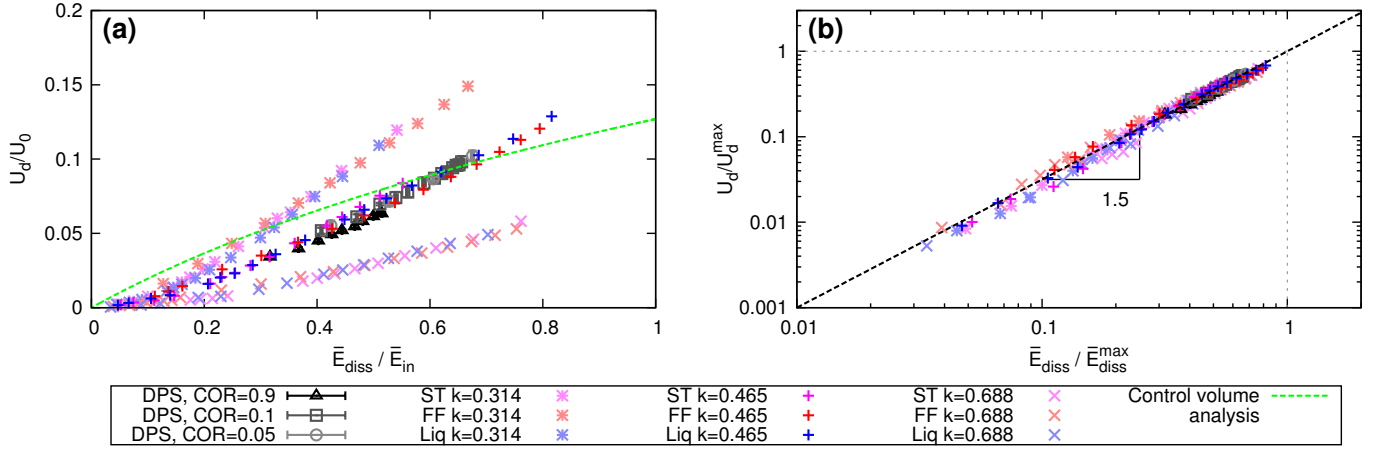 (a)
0.2
0.15
0.1
0.05
0
U_d/U_0
0 0.2 0.4 0.6 0.8 1
Ē_diss / Ē_in
(b)
1
0.1
0.01
0.001
U_d/U_d^max
1.5
0.01 0.1 1
Ē_diss / Ē_diss^max
DPS, COR=0.9 ST k=0.314 ST k=0.465 ST k=0.688 Control volume
DPS, COR=0.1 FF k=0.314 FF k=0.465 FF k=0.688 analysis
DPS, COR=0.05 Liq k=0.314 Liq k=0.465 Liq k=0.688